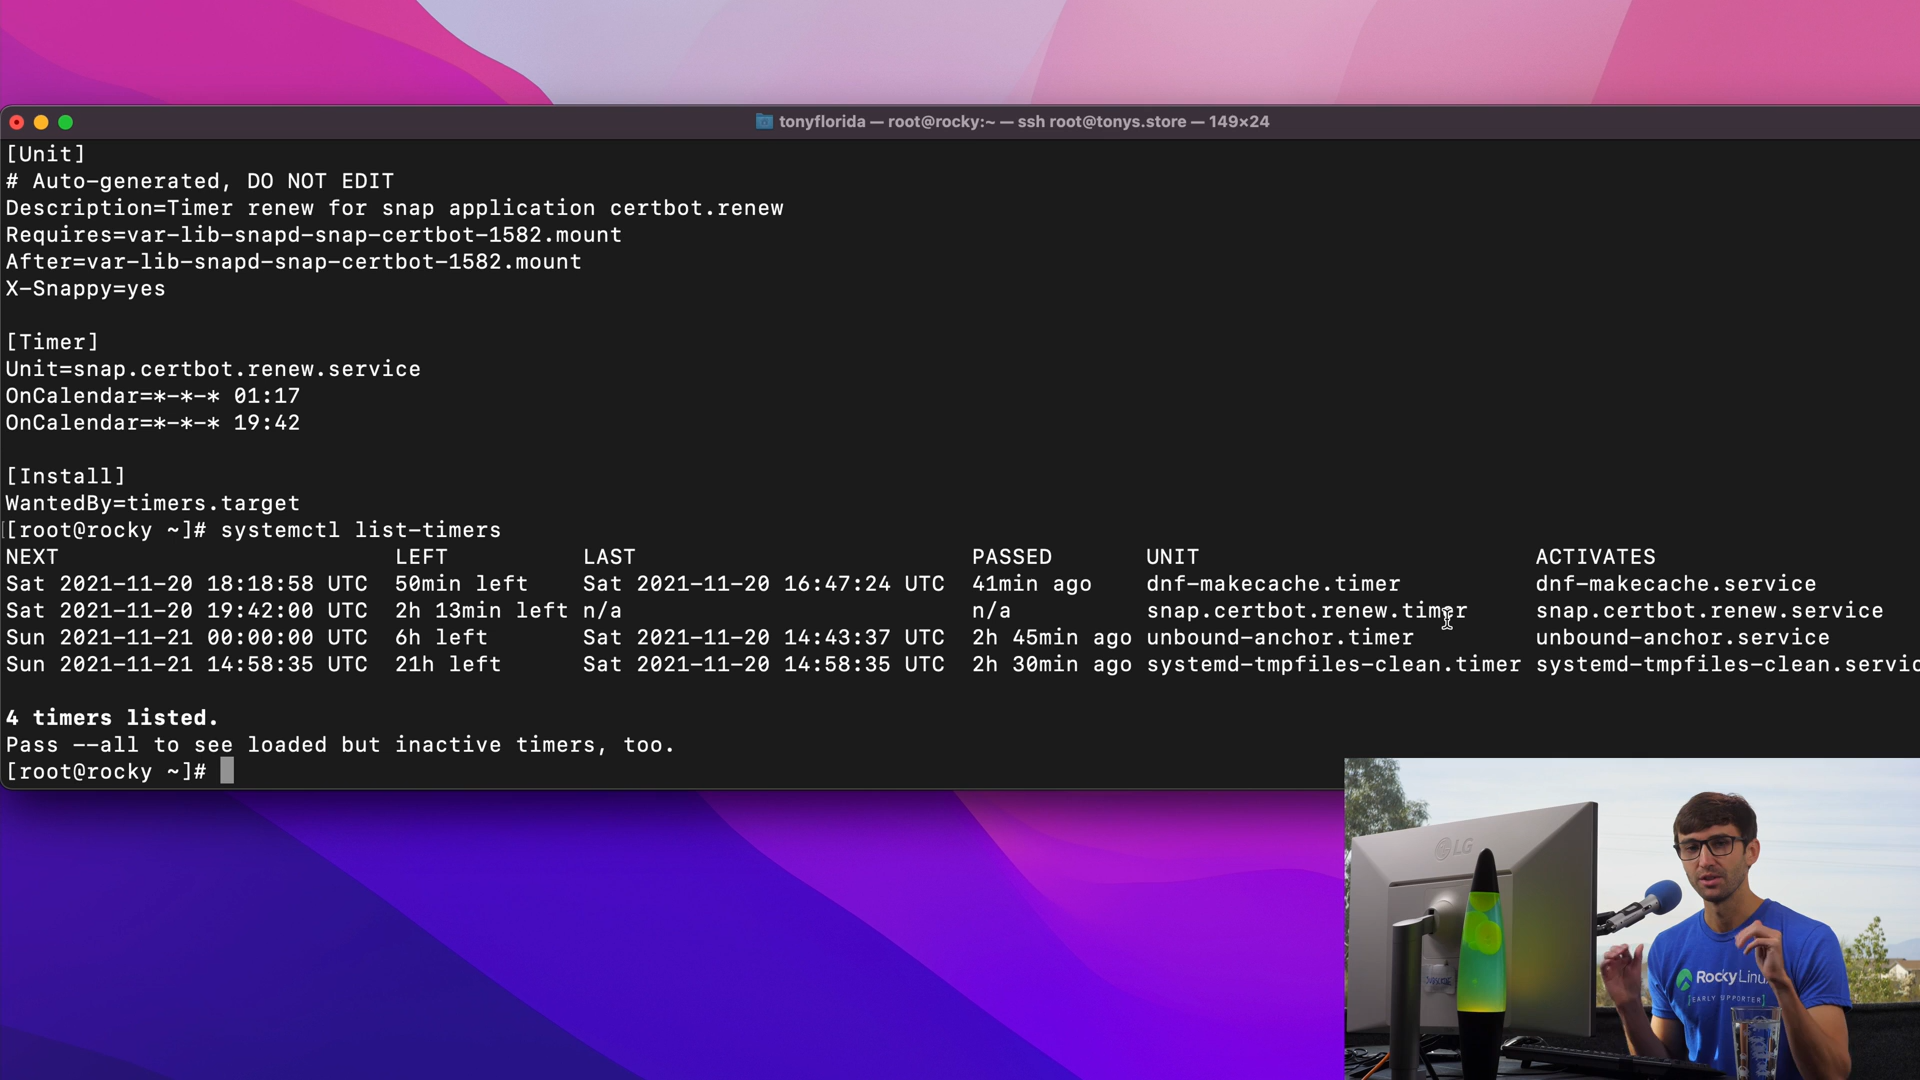 tonyflorida — root@rocky:~ — ssh root@tonys.store — 149×24
[Unit]
# Auto-generated, DO NOT EDIT
Description=Timer renew for snap application certbot.renew
Requires=var-lib-snapd-snap-certbot-1582.mount
After=var-lib-snapd-snap-certbot-1582.mount
X-Snappy=yes
[Timer]
Unit=snap.certbot.renew.service
OnCalendar=*-*-* 01:17
OnCalendar=*-*-* 19:42
[Install]
WantedBy=timers.target
[root@rocky ~]# systemctl list-timers
NEXT LEFT LAST PASSED UNIT ACTIVATES
Sat 2021-11-20 18:18:58 UTC 50min left Sat 2021-11-20 16:47:24 UTC 41min ago dnf-makecache.timer dnf-makecache.service
Sat 2021-11-20 19:42:00 UTC 2h 13min left n/a n/a snap.certbot.renew.timer snap.certbot.renew.service
Sun 2021-11-21 00:00:00 UTC 6h left Sat 2021-11-20 14:43:37 UTC 2h 45min ago unbound-anchor.timer unbound-anchor.service
Sun 2021-11-21 14:58:35 UTC 21h left Sat 2021-11-20 14:58:35 UTC 2h 30min ago systemd-tmpfiles-clean.timer systemd-tmpfiles-clean.servic
4 timers listed.
Pass --all to see loaded but inactive timers, too.
[root@rocky ~]#
LG
Rocky Linux
[EARLY SUPPORTER]